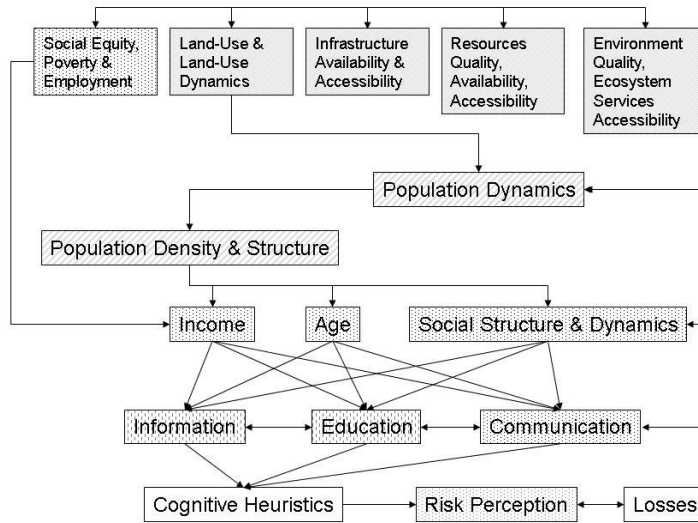 Social Equity,
Poverty &
Employment
Land-Use &
Land-Use
Dynamics
Infrastructure
Availability &
Accessibility
Resources
Quality,
Availability,
Accessibility
Environment
Quality,
Ecosystem
Services
Accessibility
Population Dynamics
Population Density & Structure
Income
Age
Social Structure & Dynamics
Information
Education
Communication
Cognitive Heuristics
Risk Perception
Losses